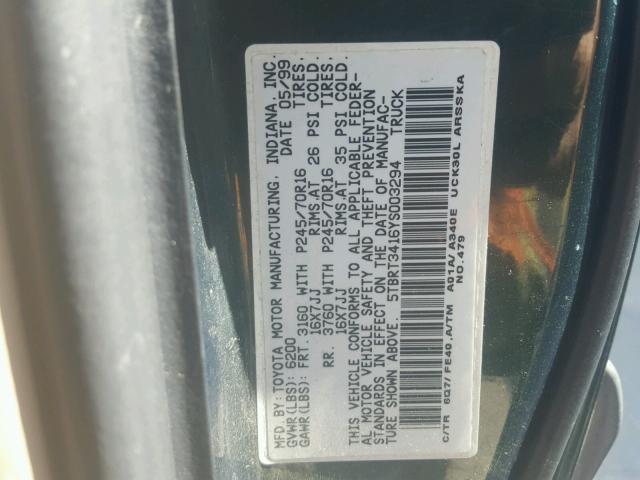 MFD. BY: TOYOTA MOTOR MANUFACTURING, INDIANA, INC.
GVWR(LBS): 6200 DATE 05/99
GAWR(LBS): FRT. 3160 WITH P245/70R16 TIRES,
16X7JJ RIMS,AT 26 PSI COLD.
RR. 3760 WITH P245/70R16 TIRES,
16X7JJ RIMS,AT 35 PSI COLD.
THIS VEHICLE CONFORMS TO ALL APPLICABLE FEDER-
AL MOTOR VEHICLE SAFETY AND THEFT PREVENTION
STANDARDS IN EFFECT ON THE DATE OF MANUFAC-
TURE SHOWN ABOVE. 5TBRT3416YS003294 TRUCK
C/TR 6Q7/ FE40,A/TM A01A/ A340E UCK30L ARSSKA
NO.479